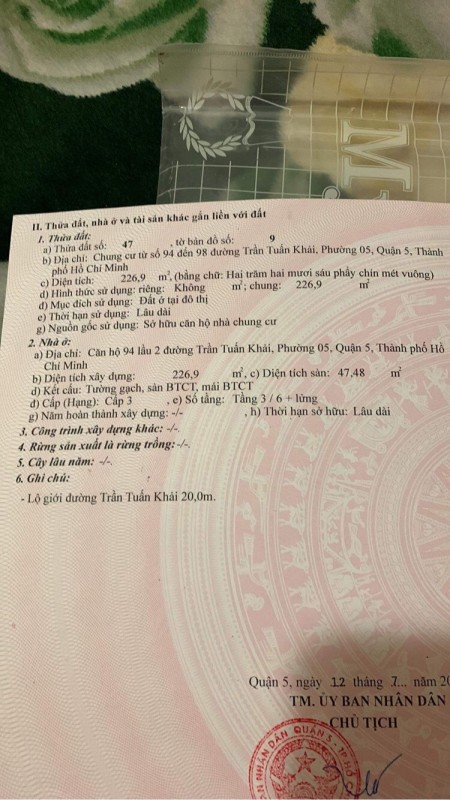 M
II. Thửa đất, nhà ở và tài sản khác gắn liền với đất
1. Thửa đất:
a) Thửa đất số: 47 , tờ bản đồ số: 9
b) Địa chỉ: Chung cư từ số 94 đến 98 đường Trần Tuấn Khải, Phường 05, Quận 5, Thành
phố Hồ Chí Minh
c) Diện tích: 226,9 m², (bằng chữ: Hai trăm hai mươi sáu phẩy chín mét vuông)
d) Hình thức sử dụng: riêng: Không m²; chung: 226,9 m²
đ) Mục đích sử dụng: Đất ở tại đô thị
e) Thời hạn sử dụng: Lâu dài
g) Nguồn gốc sử dụng: Sở hữu căn hộ nhà chung cư
2. Nhà ở:
a) Địa chỉ: Căn hộ 94 lầu 2 đường Trần Tuấn Khải, Phường 05, Quận 5, Thành phố Hồ
Chí Minh
b) Diện tích xây dựng: 226,9 m², c) Diện tích sàn: 47,48 m²
d) Kết cấu: Tường gạch, sàn BTCT, mái BTCT
đ) Cấp (Hạng): Cấp 3 , e) Số tầng: Tầng 3 / 6 + lửng
g) Năm hoàn thành xây dựng: -/- , h) Thời hạn sở hữu: Lâu dài
3. Công trình xây dựng khác: -/-.
4. Rừng sản xuất là rừng trồng: -/-.
5. Cây lâu năm: -/-.
6. Ghi chú:
- Lộ giới đường Trần Tuấn Khải 20,0m.
Quận 5, ngày 12 tháng 7... năm 20
TM. ỦY BAN NHÂN DÂN
CHỦ TỊCH
AN NHÂN DÂN QUẬN 5 - TP HỒ